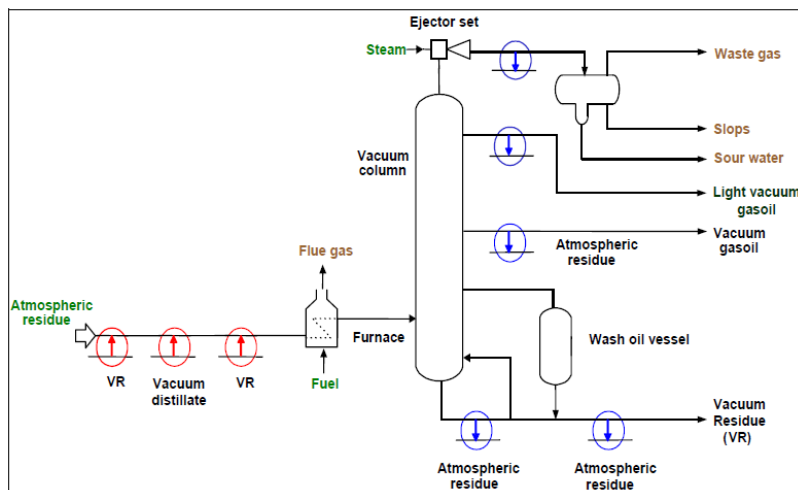 Ejector set
Steam
Waste gas
Slops
Sour water
Vacuum
column
Light vacuum
gasoil
Vacuum
gasoil
Atmospheric
residue
Flue gas
Atmospheric
residue
Furnace
Wash oil vessel
VR
Vacuum
distillate
VR
Fuel
Vacuum
Residue
(VR)
Atmospheric
residue
Atmospheric
residue